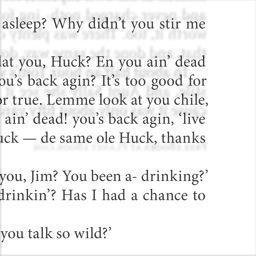 asleep? Why didn’t you stir me
lat you, Huck? En you ain’ dead
ou’s back agin? It’s too good for
or true. Lemme look at you chile,
ain’ dead! you’s back agin, ‘live
uck — de same ole Huck, thanks
you, Jim? You been a- drinking?’
drinkin’? Has I had a chance to
you talk so wild?’